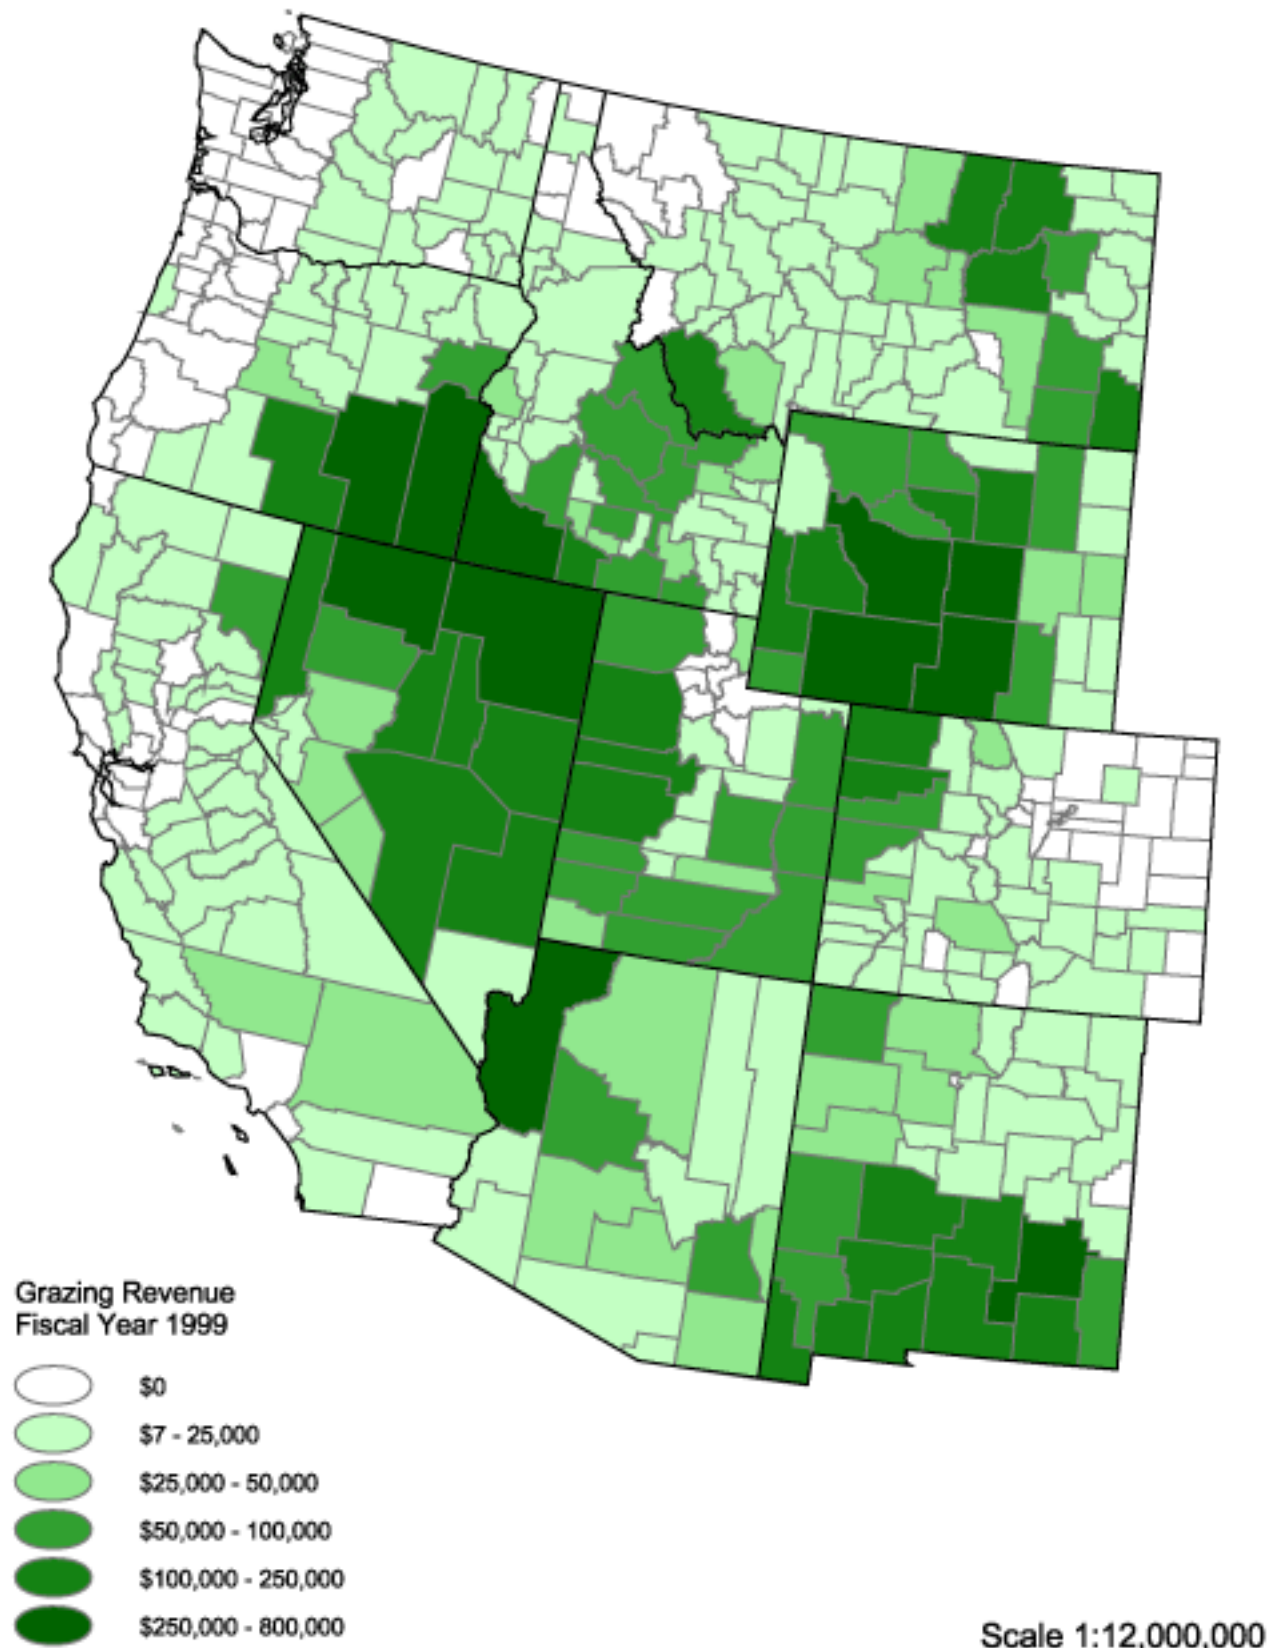 Grazing Revenue
Fiscal Year 1999
$0
$7 - 25,000
$25,000 - 50,000
$50,000 - 100,000
$100,000 - 250,000
$250,000 - 800,000
Scale 1:12,000,000